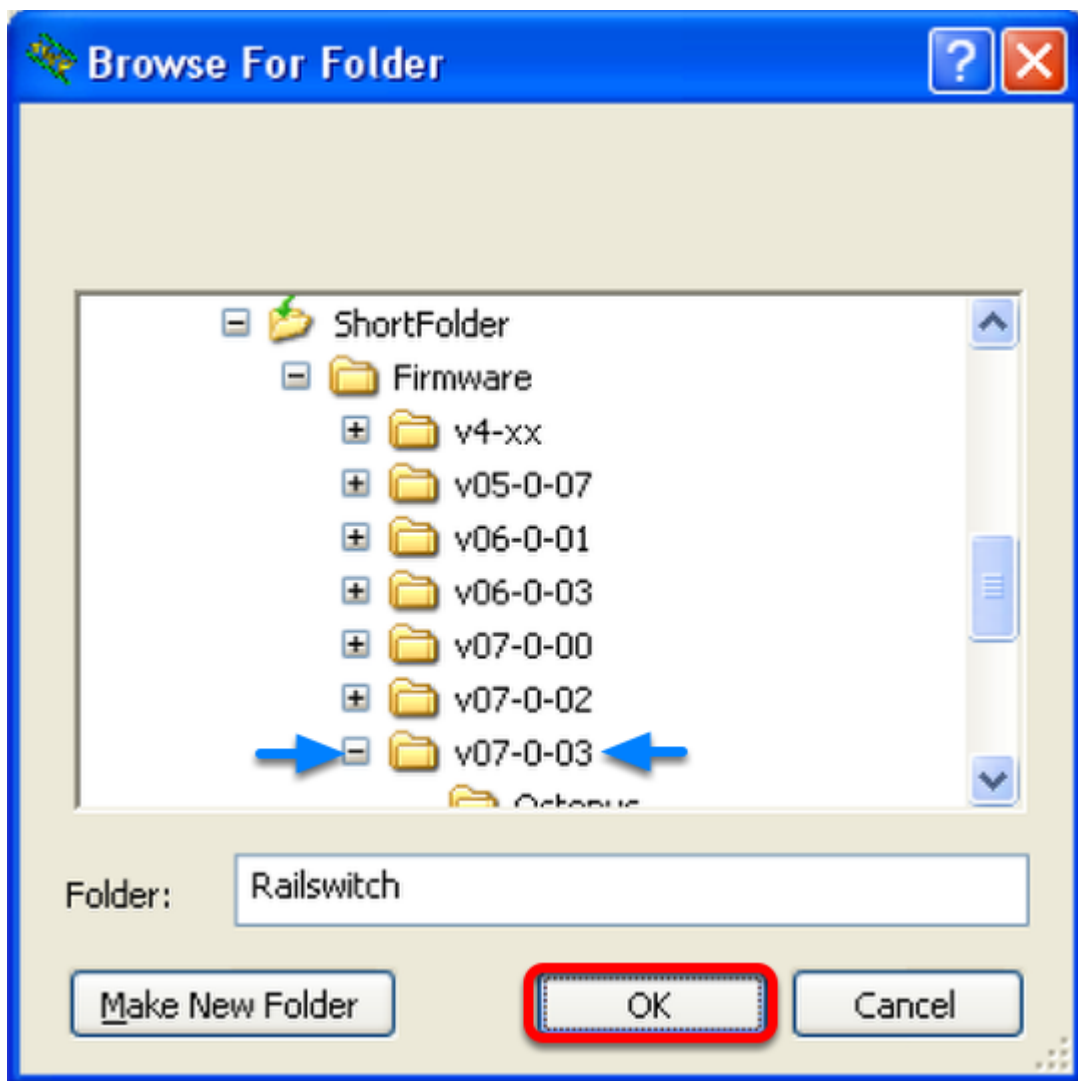 Browse For Folder
ShortFolder
Firmware
v4-xx
v05-0-07
v06-0-01
v06-0-03
v07-0-00
v07-0-02
v07-0-03
Octopus
Folder: Railswitch
Make New Folder OK Cancel